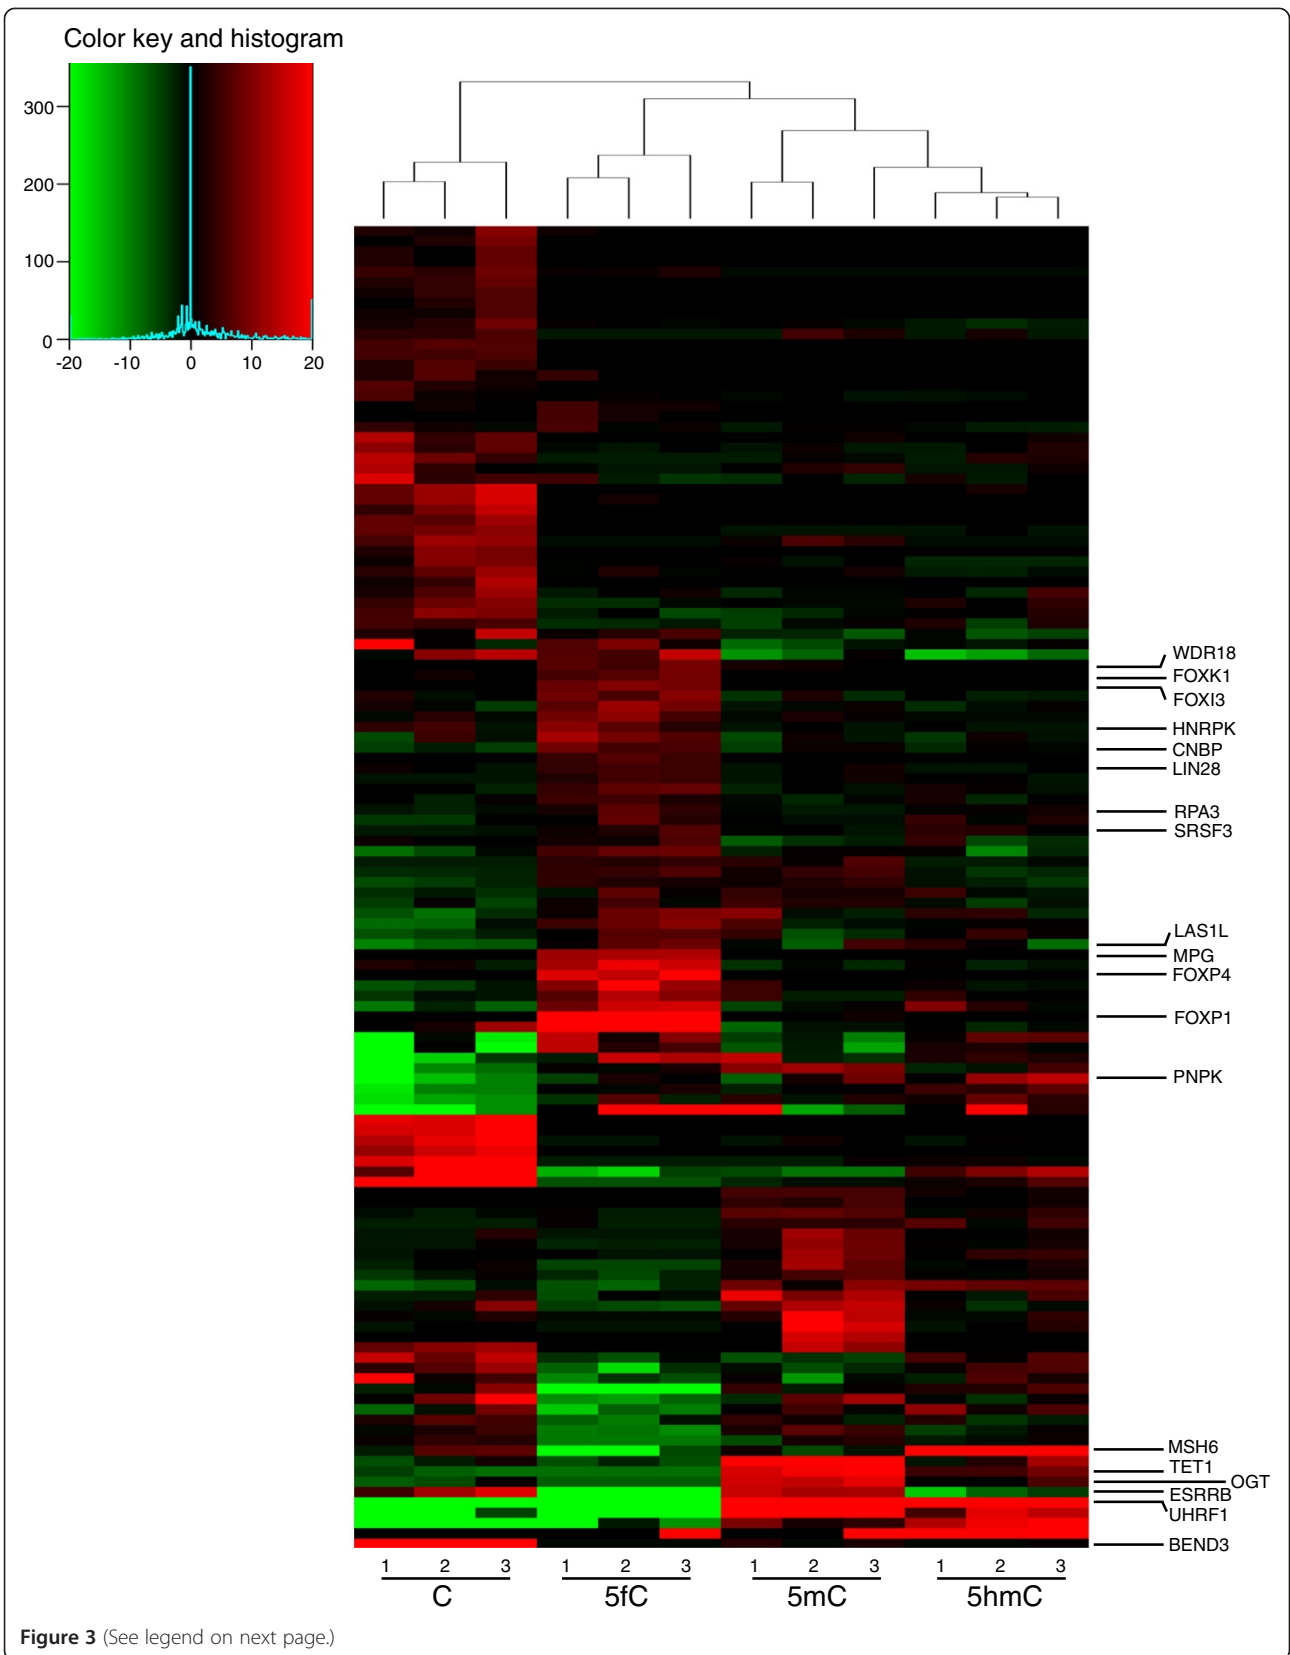 Color key and histogram
300
200
100
0
-20 -10 0 10 20
WDR18
FOXK1
FOXI3
HNRPK
CNBP
LIN28
RPA3
SRSF3
LAS1L
MPG
FOXP4
FOXP1
PNPK
MSH6
TET1
OGT
ESRRB
UHRF1
BEND3
1 2 3 1 2 3 1 2 3 1 2 3
C 5fC 5mC 5hmC
Figure 3 (See legend on next page.)